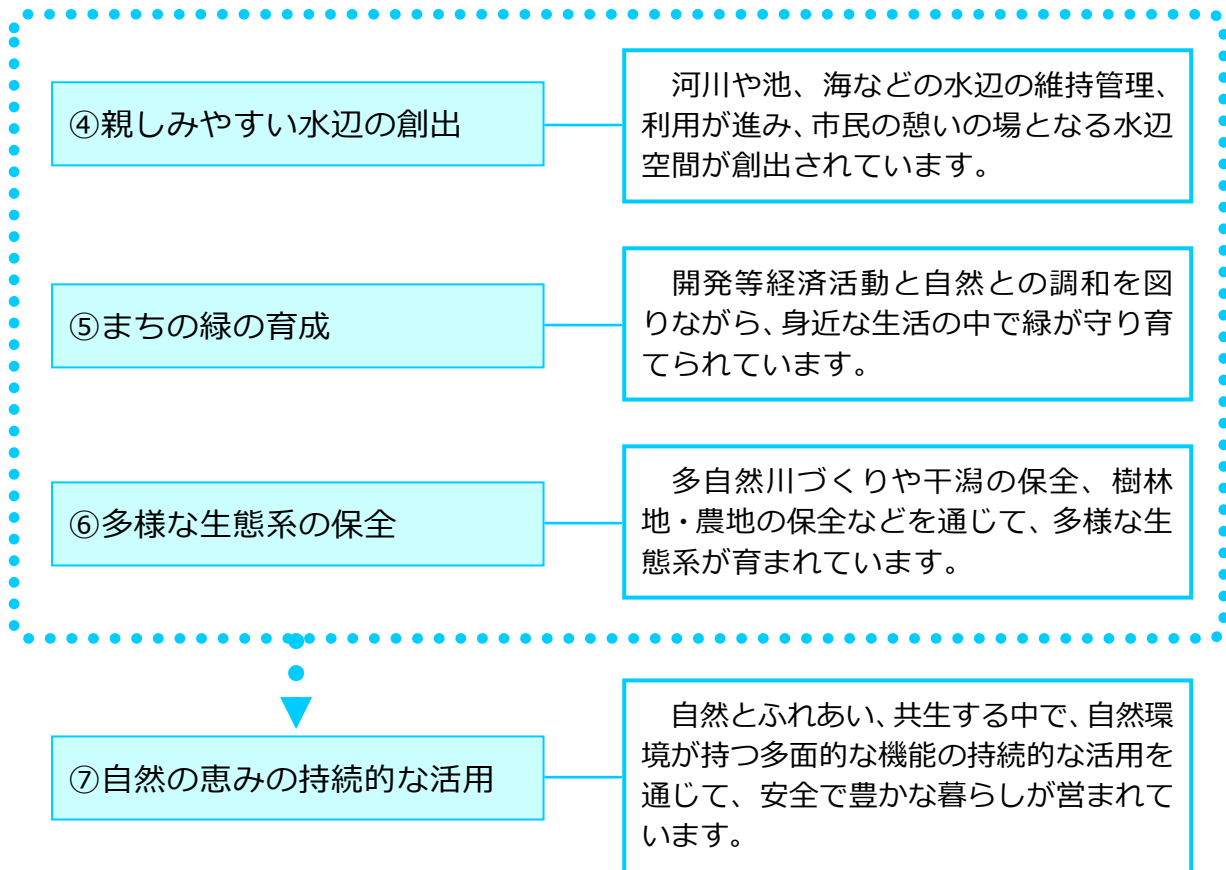 ④親しみやすい水辺の創出
河川や池、海などの水辺の維持管理、
利用が進み、市民の憩いの場となる水辺
空間が創出されています。
⑤まちの緑の育成
開発等経済活動と自然との調和を図
りながら、身近な生活の中で緑が守り育
てられています。
⑥多様な生態系の保全
多自然川づくりや干潟の保全、樹林
地・農地の保全などを通じて、多様な生
態系が育まれています。
⑦自然の恵みの持続的な活用
自然とふれあい、共生する中で、自然環
境が持つ多面的な機能の持続的な活用を
通じて、安全で豊かな暮らしが営まれて
います。